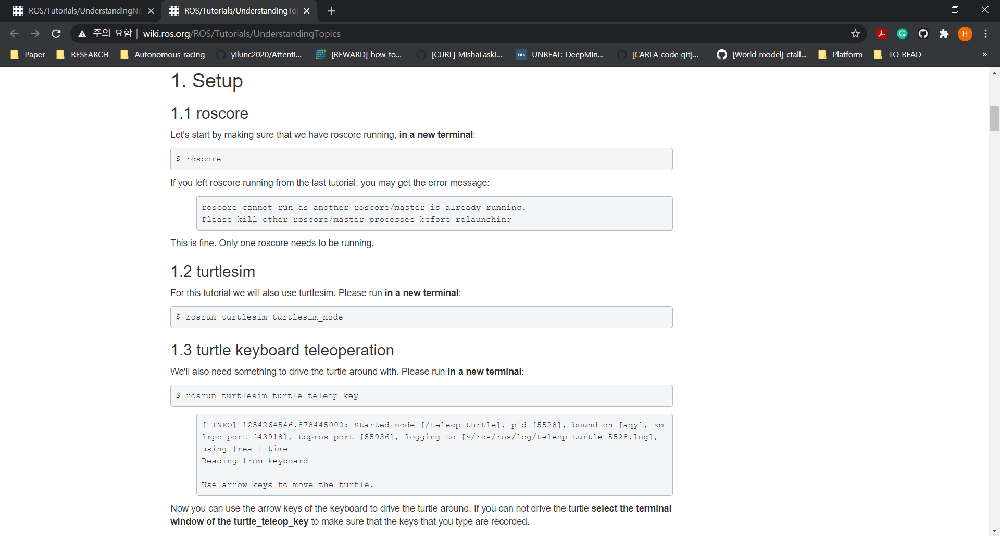 ROS/Tutorials/UnderstandingNo
ROS/Tutorials/UnderstandingTop
주의 요함 | wiki.ros.org/ROS/Tutorials/UnderstandingTopics
H
Paper RESEARCH Autonomous racing yilunc2020/Attenti... [REWARD] how to... [CURL] MishaLaski... tds UNREAL: DeepMin... [CARLA code git]... [World model] ctall... Platform TO READ »
1. Setup
1.1 roscore
Let's start by making sure that we have roscore running, in a new terminal:
$ roscore
If you left roscore running from the last tutorial, you may get the error message:
roscore cannot run as another roscore/master is already running.
Please kill other roscore/master processes before relaunching
This is fine. Only one roscore needs to be running.
1.2 turtlesim
For this tutorial we will also use turtlesim. Please run in a new terminal:
$ rosrun turtlesim turtlesim_node
1.3 turtle keyboard teleoperation
We'll also need something to drive the turtle around with. Please run in a new terminal:
$ rosrun turtlesim turtle_teleop_key
[ INFO] 1254264546.878445000: Started node [/teleop_turtle], pid [5528], bound on [aqy], xm
lrpc port [43918], tcpros port [55936], logging to [~/ros/ros/log/teleop_turtle_5528.log],
using [real] time
Reading from keyboard
---------------------------
Use arrow keys to move the turtle.
Now you can use the arrow keys of the keyboard to drive the turtle around. If you can not drive the turtle select the terminal
window of the turtle_teleop_key to make sure that the keys that you type are recorded.